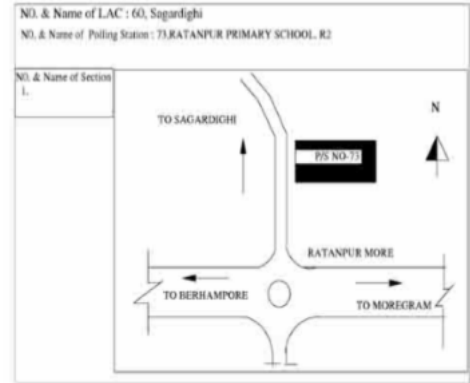 NO. & Name of LAC : 60, Sagardighi
NO. & Name of Polling Station : 73,RATANPUR PRIMARY SCHOOL. R2
NO. & Name of Section
1.
TO SAGARDIGHI
N
P/S NO-73
RATANPUR MORE
TO BERHAMPORE
TO MOREGRAM